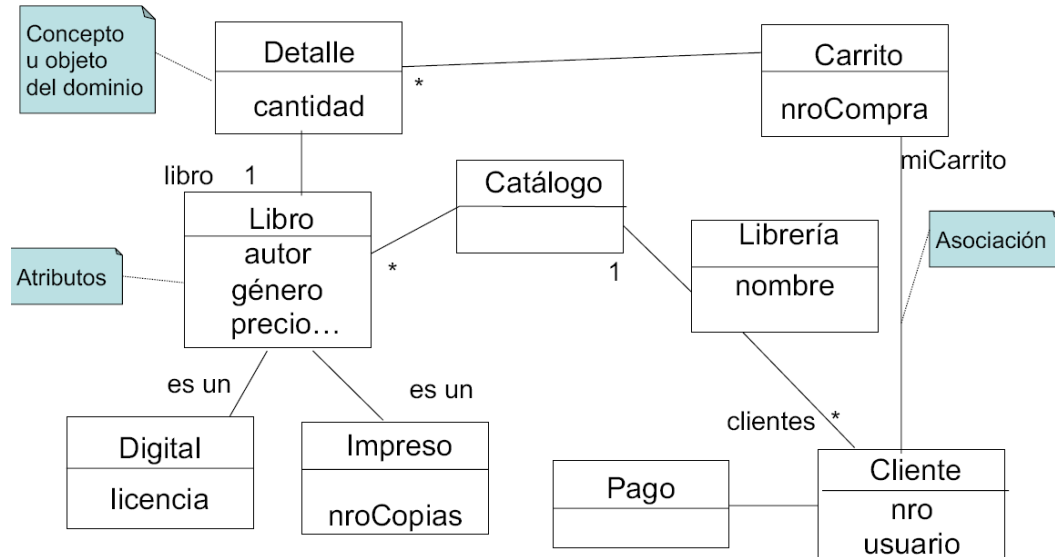 Concepto
u objeto
del dominio
Detalle
cantidad
*
Carrito
nroCompra
miCarrito
libro 1
Libro
autor
género
precio…
*
Atributos
Catálogo
1
Librería
nombre
Asociación
es un
es un
clientes *
Digital
licencia
Impreso
nroCopias
Pago
Cliente
nro
usuario